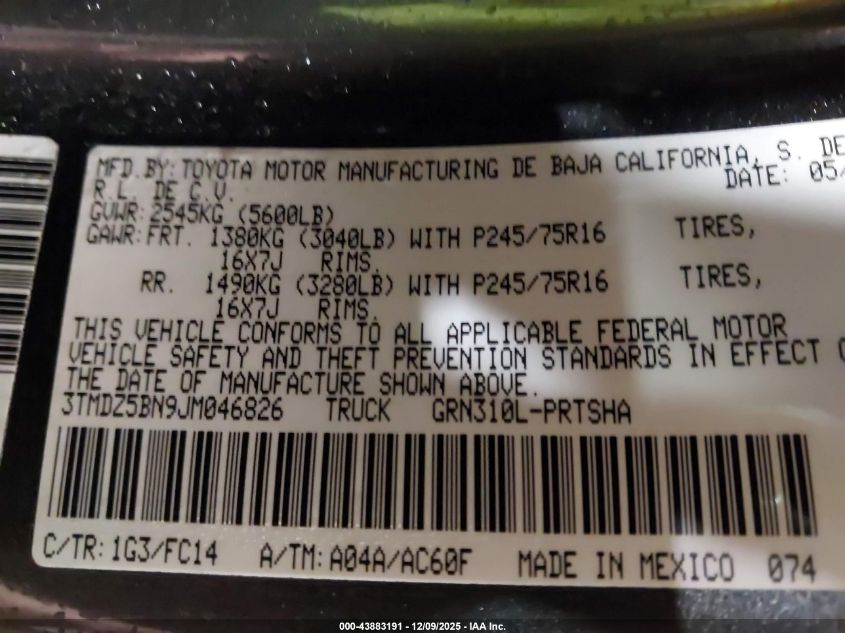 MFD.BY: TOYOTA MOTOR MANUFACTURING DE BAJA CALIFORNIA, S. DE
R.L. DE C.V. DATE: 05/
GVWR: 2545KG (5600LB)
GAWR: FRT. 1380KG (3040LB) WITH P245/75R16 TIRES,
16X7J RIMS.
RR. 1490KG (3280LB) WITH P245/75R16 TIRES,
16X7J RIMS.
THIS VEHICLE CONFORMS TO ALL APPLICABLE FEDERAL MOTOR
VEHICLE SAFETY AND THEFT PREVENTION STANDARDS IN EFFECT
THE DATE OF MANUFACTURE SHOWN ABOVE.
3TMDZ5BN9JM046826 TRUCK GRN310L-PRTSHA
C/TR: 1G3/FC14 A/TM: A04A/AC60F MADE IN MEXICO 074
000-43883191 - 12/09/2025 - IAA Inc.